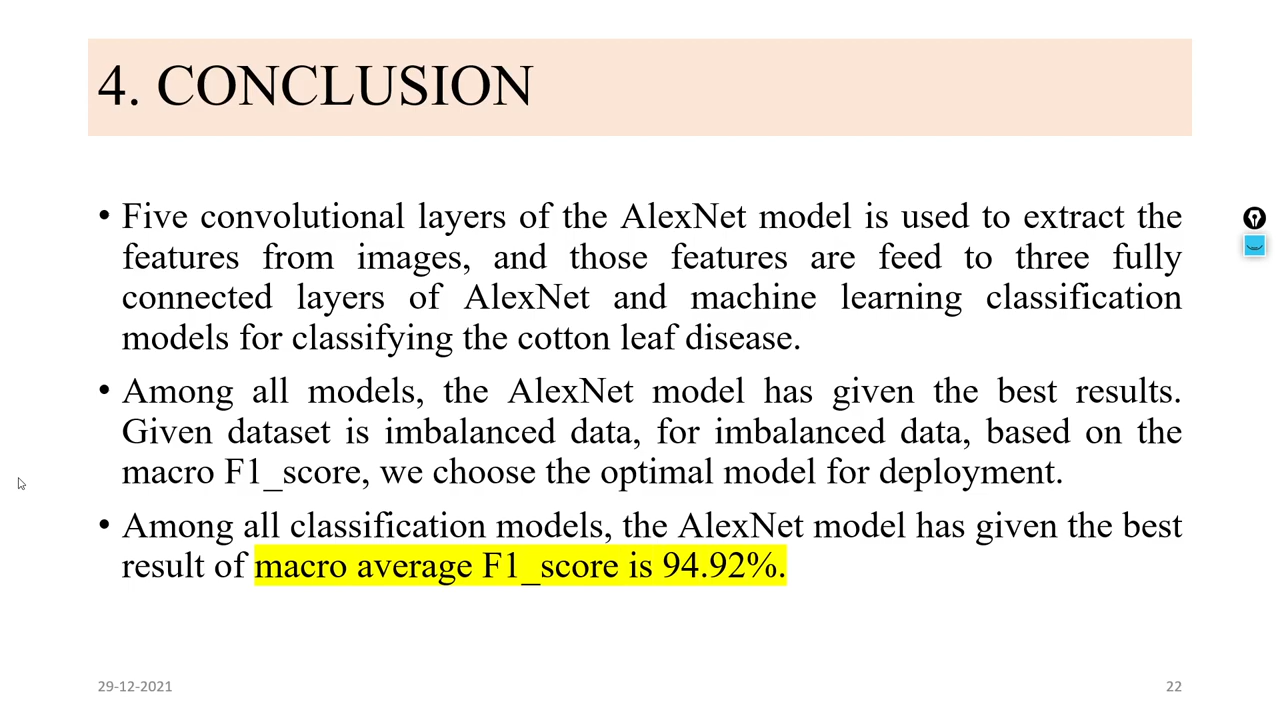 4. CONCLUSION
• Five convolutional layers of the AlexNet model is used to extract the
features from images, and those features are feed to three fully
connected layers of AlexNet and machine learning classification
models for classifying the cotton leaf disease.
• Among all models, the AlexNet model has given the best results.
Given dataset is imbalanced data, for imbalanced data, based on the
macro F1_score, we choose the optimal model for deployment.
• Among all classification models, the AlexNet model has given the best
result of macro average F1_score is 94.92%.
29-12-2021
22